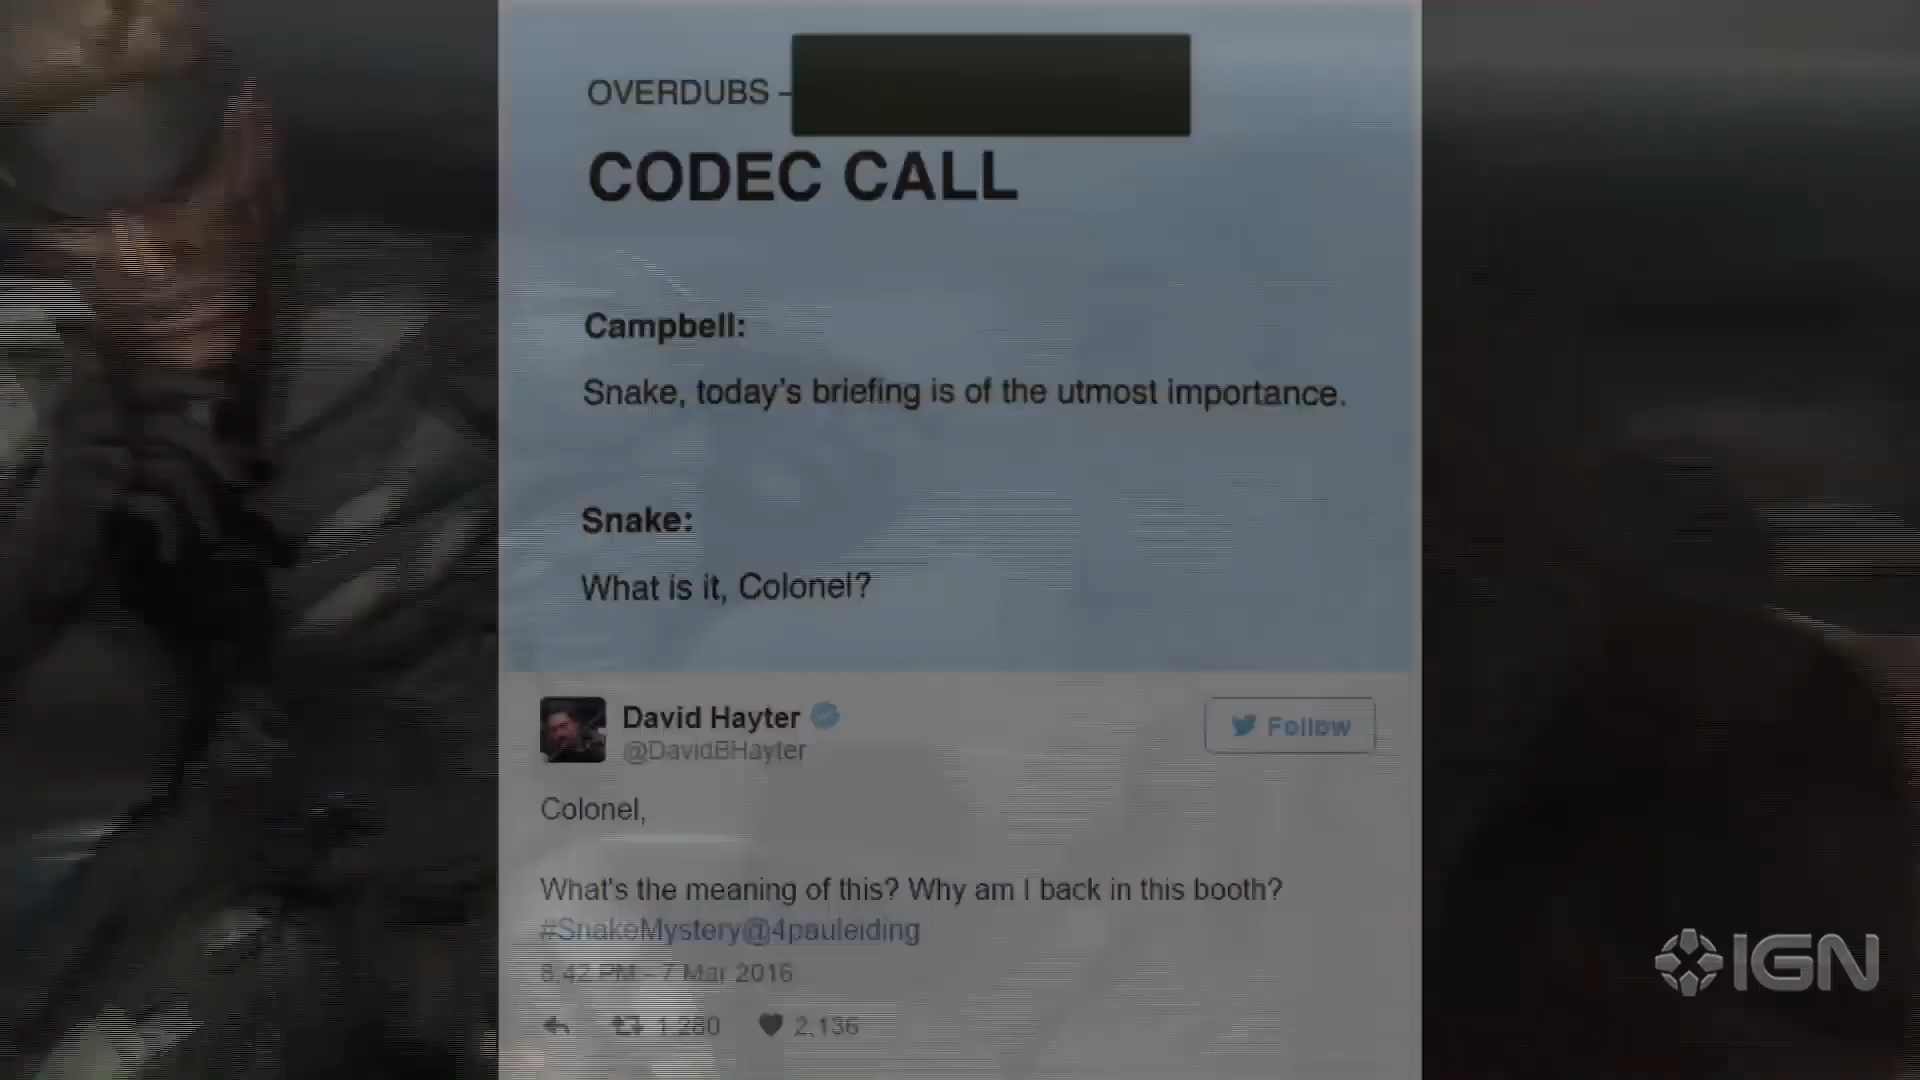 OVERDUBS -
CODEC CALL
Campbell:
Snake, today's briefing is of the utmost importance.
Snake:
What is it, Colonel?
David Hayter
@DavidBHayter
Follow
Colonel,
What's the meaning of this? Why am I back in this booth?
#SnakeMystery@4pauleiding
8:42 PM - 7 Mar 2016
1,280 2,136
IGN